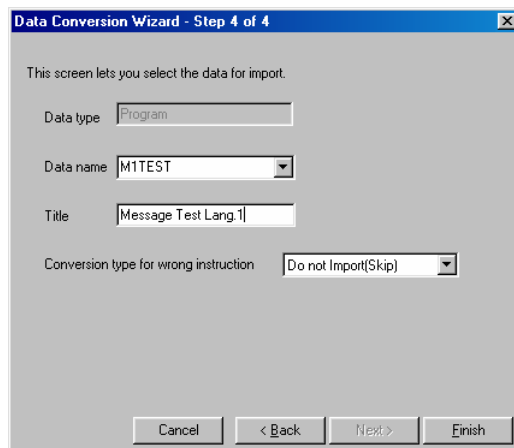 Data Conversion Wizard - Step 4 of 4
This screen lets you select the data for import.
Data type Program
Data name M1TEST
Title Message Test Lang.1
Conversion type for wrong instruction Do not Import(Skip)
Cancel < Back Next > Finish